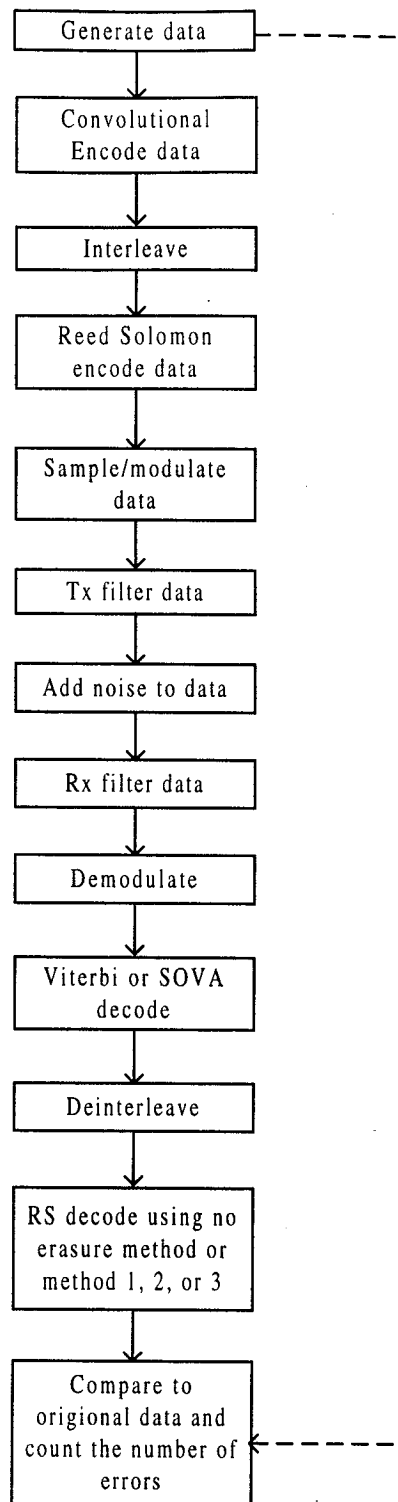 Generate data
Convolutional
Encode data
Interleave
Reed Solomon
encode data
Sample/modulate
data
Tx filter data
Add noise to data
Rx filter data
Demodulate
Viterbi or SOVA
decode
Deinterleave
RS decode using no
erasure method or
method 1, 2, or 3
Compare to
origional data and
count the number of
errors